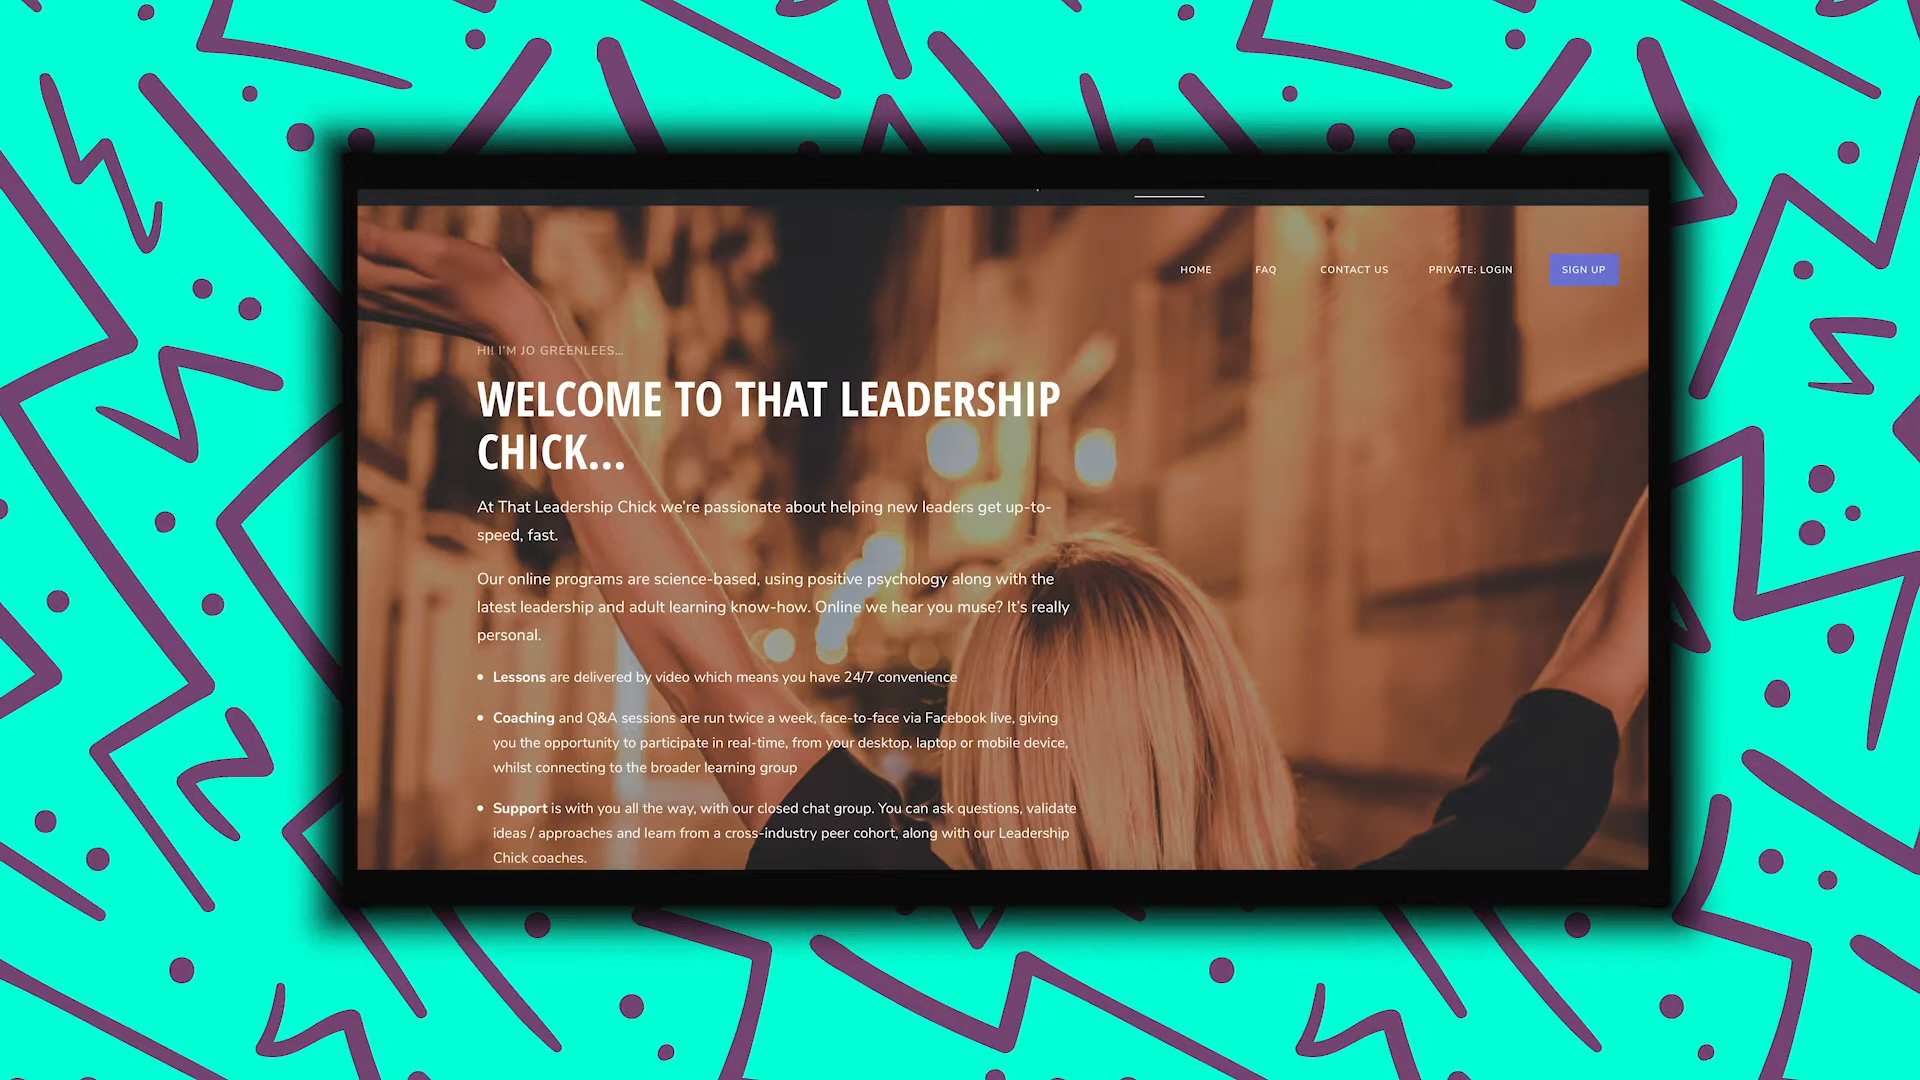 HOME FAQ CONTACT US PRIVATE: LOGIN SIGN UP
HI! I'M JO GREENLEES...
WELCOME TO THAT LEADERSHIP
CHICK...
At That Leadership Chick we're passionate about helping new leaders get up-to-
speed, fast.
Our online programs are science-based, using positive psychology along with the
latest leadership and adult learning know-how. Online we hear you muse? It's really
personal.
• Lessons are delivered by video which means you have 24/7 convenience
• Coaching and Q&A sessions are run twice a week, face-to-face via Facebook live, giving
you the opportunity to participate in real-time, from your desktop, laptop or mobile device,
whilst connecting to the broader learning group
• Support is with you all the way, with our closed chat group. You can ask questions, validate
ideas / approaches and learn from a cross-industry peer cohort, along with our Leadership
Chick coaches.